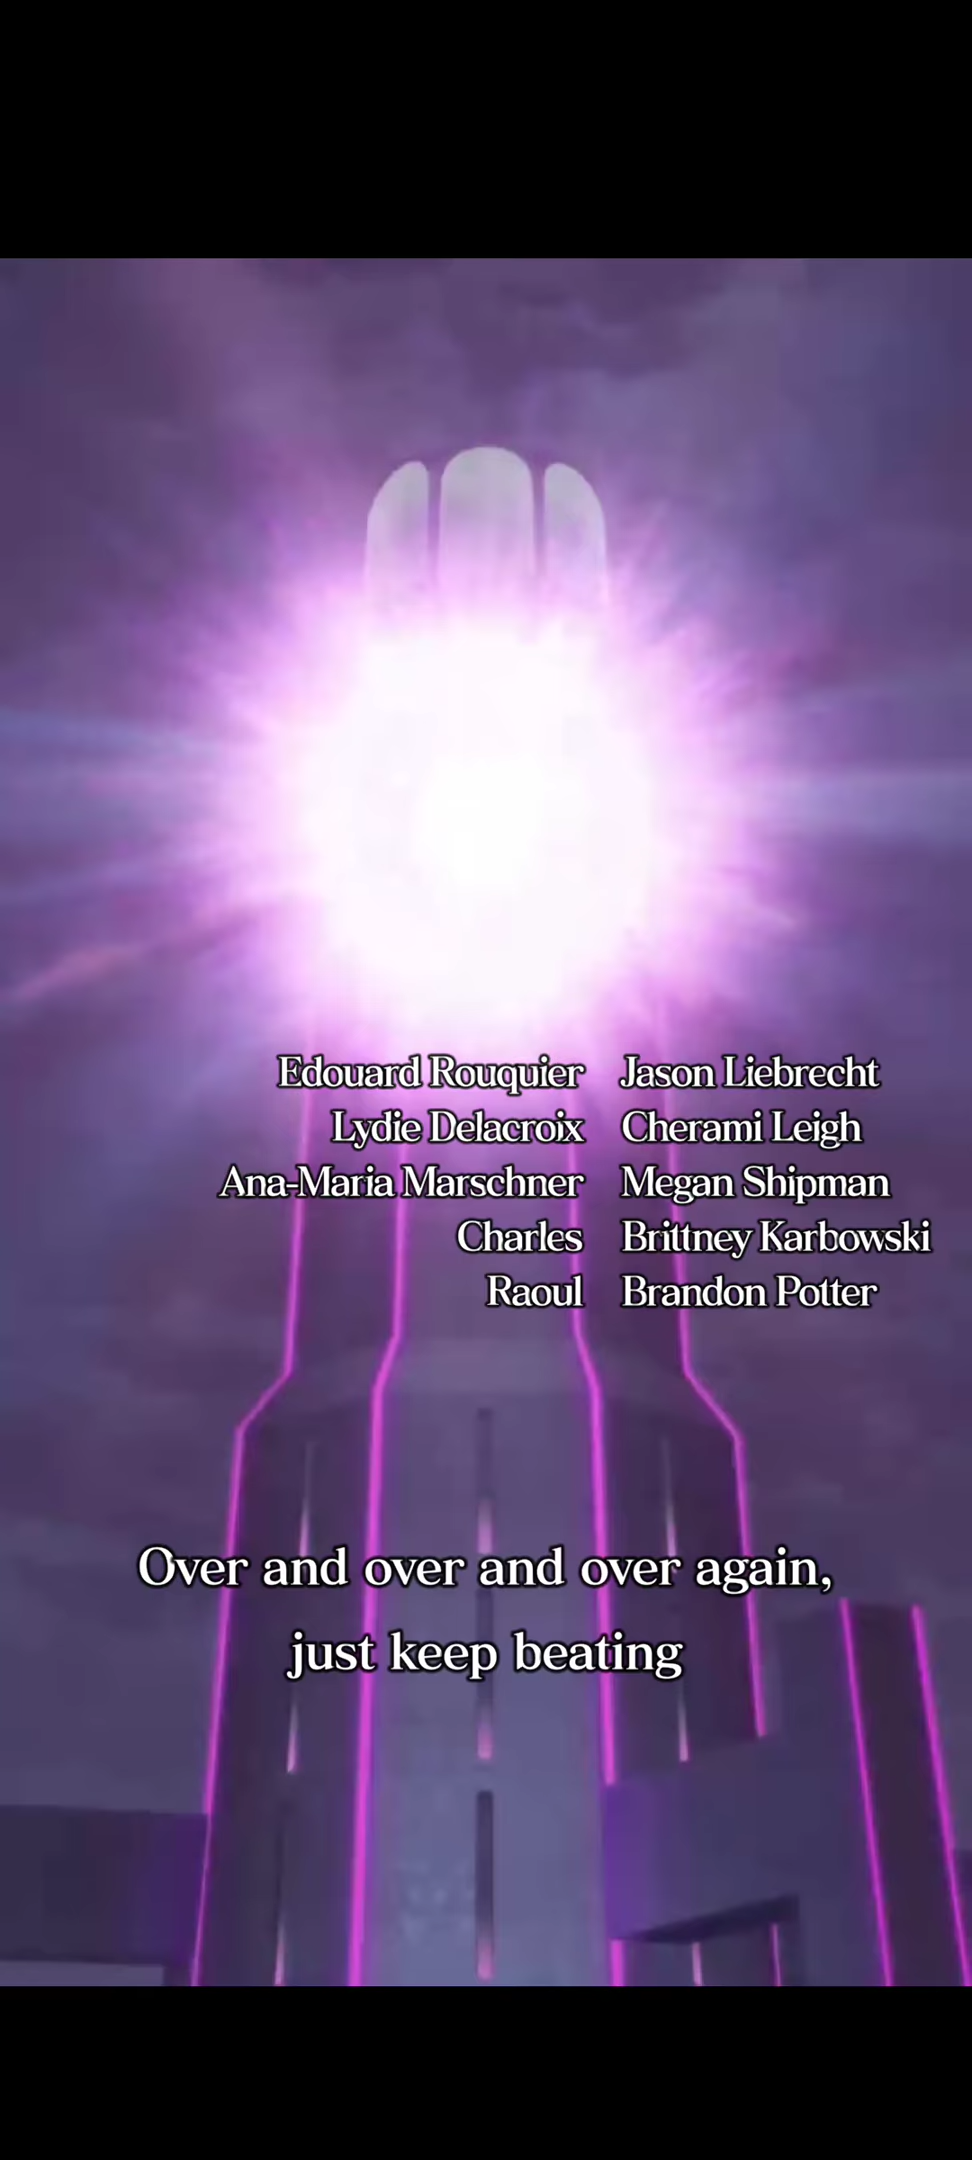 Edouard Rouquier Jason Liebrecht
Lydie Delacroix Cherami Leigh
Ana-Maria Marschner Megan Shipman
Charles Brittney Karbowski
Raoul Brandon Potter
Over and over and over again,
just keep beating